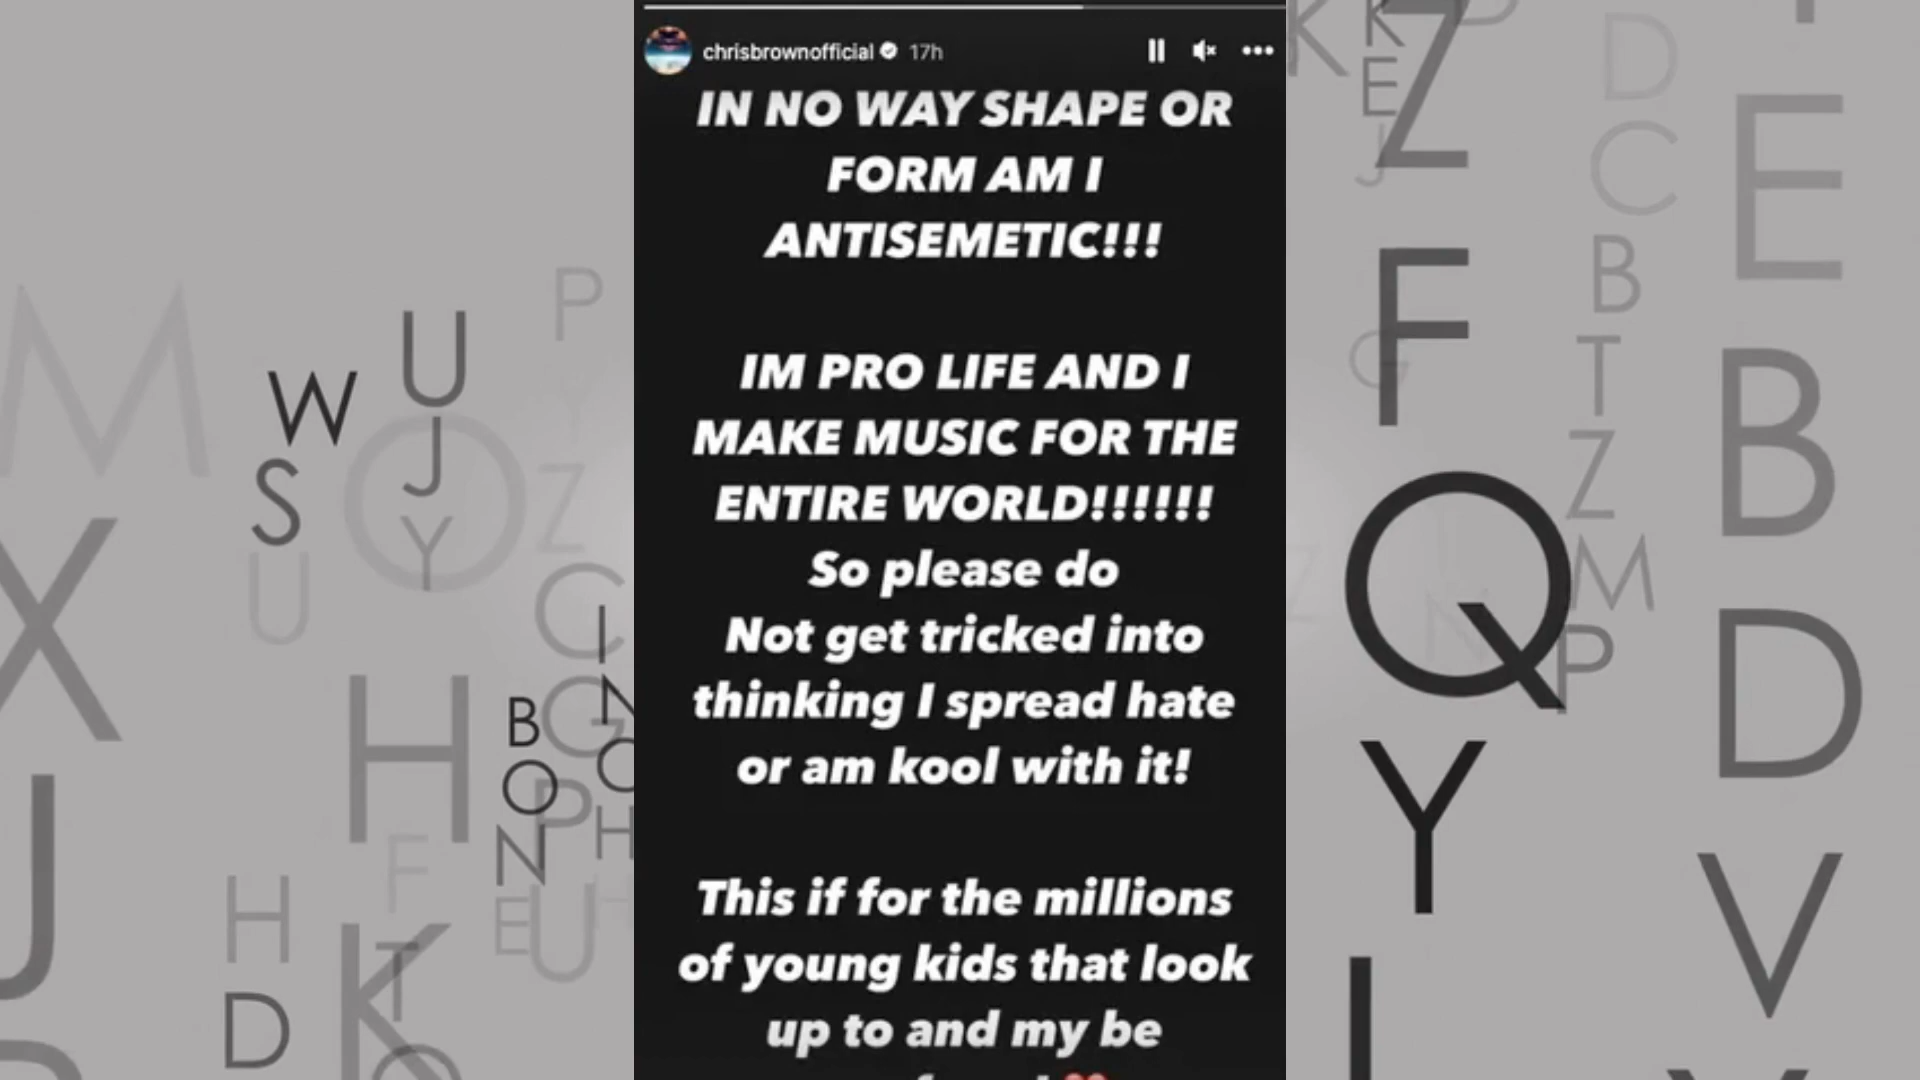 chrisbrownofficial 17h
IN NO WAY SHAPE OR
FORM AM I
ANTISEMETIC!!!
IM PRO LIFE AND I
MAKE MUSIC FOR THE
ENTIRE WORLD!!!!!!
So please do
Not get tricked into
thinking I spread hate
or am kool with it!
This if for the millions
of young kids that look
up to and my be